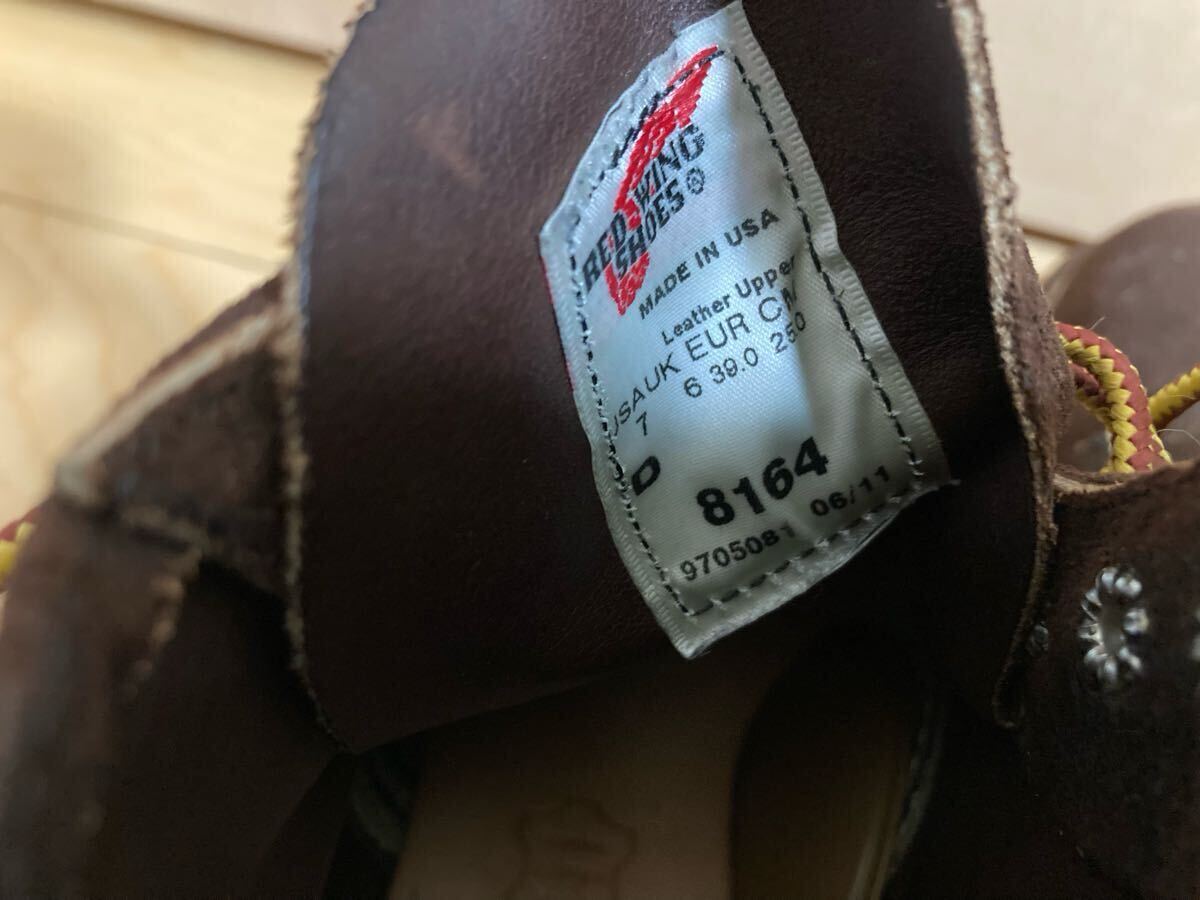 RED WING
SHOES®
MADE IN USA
Leather Upper
USA UK EUR CM
7 6 39.0 250
D
8164
9705081 06/11